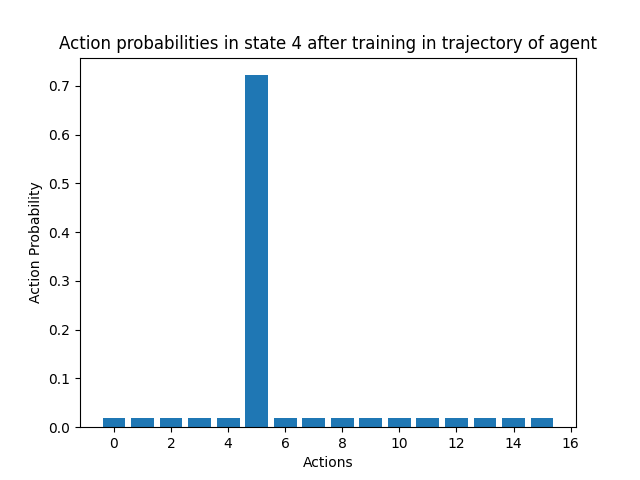 Action probabilities in state 4 after training in trajectory of agent
0.7
0.6
0.5
0.4
0.3
0.2
0.1
0.0
Action Probability
0 2 4 6 8 10 12 14 16
Actions